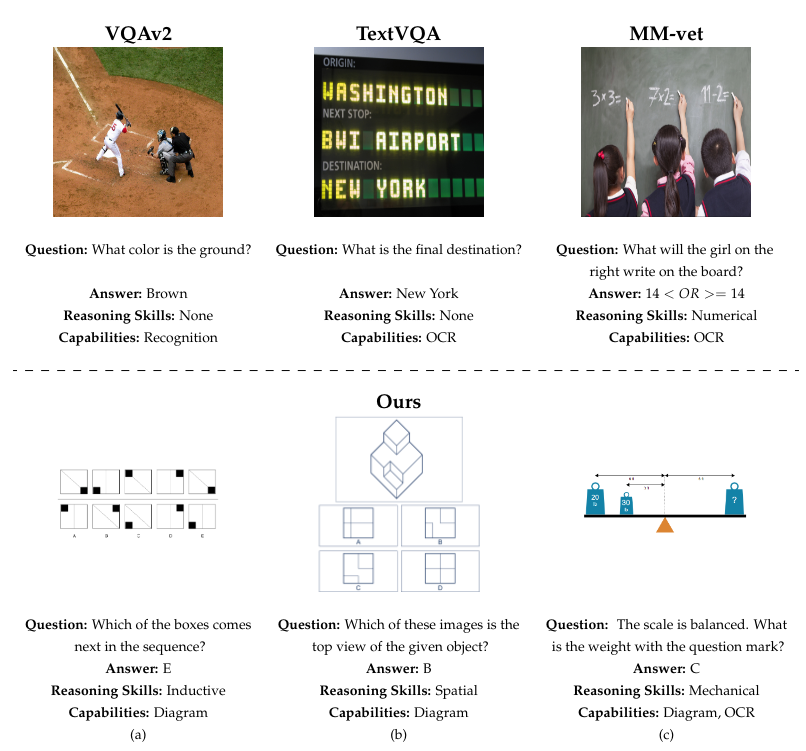 VQAv2
TextVQA
MM-vet
ORIGIN:
WASHINGTON
NEXT STOP:
BWI AIRPORT
DESTINATION:
NEW YORK
3×3=
7×2=
11-2=
Question: What color is the ground?
Answer: Brown
Reasoning Skills: None
Capabilities: Recognition
Question: What is the final destination?
Answer: New York
Reasoning Skills: None
Capabilities: OCR
Question: What will the girl on the
right write on the board?
Answer: 14 < OR >= 14
Reasoning Skills: Numerical
Capabilities: OCR
Ours
A B C D E
A
B
C
D
20
30
?
Question: Which of the boxes comes
next in the sequence?
Answer: E
Reasoning Skills: Inductive
Capabilities: Diagram
(a)
Question: Which of these images is the
top view of the given object?
Answer: B
Reasoning Skills: Spatial
Capabilities: Diagram
(b)
Question: The scale is balanced. What
is the weight with the question mark?
Answer: C
Reasoning Skills: Mechanical
Capabilities: Diagram, OCR
(c)